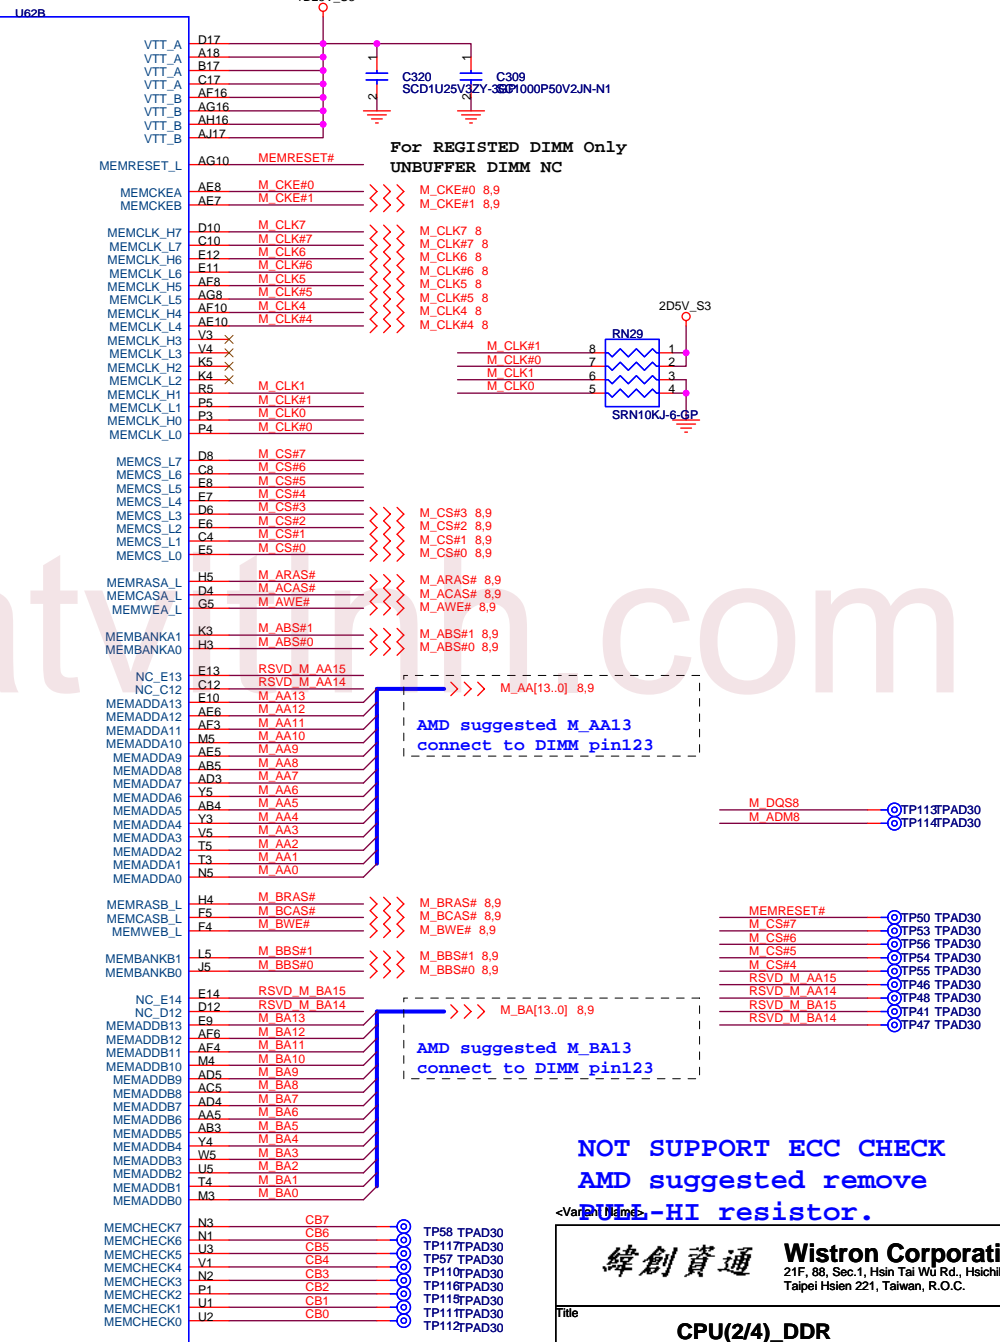 U62B
VTT_A D17
VTT_A A18
VTT_A B17
VTT_A C17
VTT_B AF16
VTT_B AG16
VTT_B AH16
VTT_B AJ17
1 2 C320
SCD1U25V3ZY-3GP
1 2 C309
SC1000P50V2JN-N1
For REGISTED DIMM Only
UNBUFFER DIMM NC
MEMRESET_L AG10 MEMRESET#
MEMCKEA AE8 M_CKE#0 M_CKE#0 8,9
MEMCKEB AE7 M_CKE#1 M_CKE#1 8,9
MEMCLK_H7 D10 M_CLK7 M_CLK7 8
MEMCLK_L7 C10 M_CLK#7 M_CLK#7 8
MEMCLK_H6 E12 M_CLK6 M_CLK6 8
MEMCLK_L6 E11 M_CLK#6 M_CLK#6 8
MEMCLK_H5 AF8 M_CLK5 M_CLK5 8
MEMCLK_L5 AG8 M_CLK#5 M_CLK#5 8
MEMCLK_H4 AF10 M_CLK4 M_CLK4 8
MEMCLK_L4 AE10 M_CLK#4 M_CLK#4 8
MEMCLK_H3 V3
MEMCLK_L3 V4
MEMCLK_H2 K5
MEMCLK_L2 K4
MEMCLK_H1 R5 M_CLK1
MEMCLK_L1 P5 M_CLK#1
MEMCLK_H0 P3 M_CLK0
MEMCLK_L0 P4 M_CLK#0
2D5V_S3
RN29
M_CLK#1 8 1
M_CLK#0 7 2
M_CLK1 6 3
M_CLK0 5 4
SRN10KJ-6-GP
MEMCS_L7 D8 M_CS#7
MEMCS_L6 C8 M_CS#6
MEMCS_L5 E8 M_CS#5
MEMCS_L4 E7 M_CS#4
MEMCS_L3 D6 M_CS#3 M_CS#3 8,9
MEMCS_L2 E6 M_CS#2 M_CS#2 8,9
MEMCS_L1 C4 M_CS#1 M_CS#1 8,9
MEMCS_L0 E5 M_CS#0 M_CS#0 8,9
MEMRASA_L H5 M_ARAS# M_ARAS# 8,9
MEMCASA_L D4 M_ACAS# M_ACAS# 8,9
MEMWEA_L G5 M_AWE# M_AWE# 8,9
MEMBANKA1 K3 M_ABS#1 M_ABS#1 8,9
MEMBANKA0 H3 M_ABS#0 M_ABS#0 8,9
NC_E13 E13 RSVD_M_AA15
NC_C12 C12 RSVD_M_AA14
MEMADDA13 E10 M_AA13
MEMADDA12 AE6 M_AA12
MEMADDA11 AF3 M_AA11
MEMADDA10 M5 M_AA10
MEMADDA9 AE5 M_AA9
MEMADDA8 AB5 M_AA8
MEMADDA7 AD3 M_AA7
MEMADDA6 Y5 M_AA6
MEMADDA5 AB4 M_AA5
MEMADDA4 Y3 M_AA4
MEMADDA3 V5 M_AA3
MEMADDA2 T5 M_AA2
MEMADDA1 T3 M_AA1
MEMADDA0 N5 M_AA0
M_AA[13..0] 8,9
AMD suggested M_AA13
connect to DIMM pin123
M_DQS8 TP113 TPAD30
M_ADM8 TP114 TPAD30
MEMRASB_L H4 M_BRAS# M_BRAS# 8,9
MEMCASB_L F5 M_BCAS# M_BCAS# 8,9
MEMWEB_L F4 M_BWE# M_BWE# 8,9
MEMBANKB1 L5 M_BBS#1 M_BBS#1 8,9
MEMBANKB0 J5 M_BBS#0 M_BBS#0 8,9
MEMRESET# TP50 TPAD30
M_CS#7 TP53 TPAD30
M_CS#6 TP56 TPAD30
M_CS#5 TP54 TPAD30
M_CS#4 TP55 TPAD30
RSVD_M_AA15 TP46 TPAD30
RSVD_M_AA14 TP48 TPAD30
RSVD_M_BA15 TP41 TPAD30
RSVD_M_BA14 TP47 TPAD30
NC_E14 E14 RSVD_M_BA15
NC_D12 D12 RSVD_M_BA14
MEMADDB13 E9 M_BA13
MEMADDB12 AF6 M_BA12
MEMADDB11 AF4 M_BA11
MEMADDB10 M4 M_BA10
MEMADDB9 AD5 M_BA9
MEMADDB8 AC5 M_BA8
MEMADDB7 AD4 M_BA7
MEMADDB6 AA5 M_BA6
MEMADDB5 AB3 M_BA5
MEMADDB4 Y4 M_BA4
MEMADDB3 W5 M_BA3
MEMADDB2 U5 M_BA2
MEMADDB1 T4 M_BA1
MEMADDB0 M3 M_BA0
M_BA[13..0] 8,9
AMD suggested M_BA13
connect to DIMM pin123
NOT SUPPORT ECC CHECK
AMD suggested remove
PULL-HI resistor.
MEMCHECK7 N3 CB7 TP58 TPAD30
MEMCHECK6 N1 CB6 TP117 TPAD30
MEMCHECK5 U3 CB5 TP57 TPAD30
MEMCHECK4 V1 CB4 TP110 TPAD30
MEMCHECK3 N2 CB3 TP116 TPAD30
MEMCHECK2 P1 CB2 TP115 TPAD30
MEMCHECK1 U1 CB1 TP111 TPAD30
MEMCHECK0 U2 CB0 TP112 TPAD30
<Variant Name>
緯創資通
Wistron Corporati
21F, 88, Sec.1, Hsin Tai Wu Rd., Hsichi
Taipei Hsien 221, Taiwan, R.O.C.
Title
CPU(2/4)_DDR